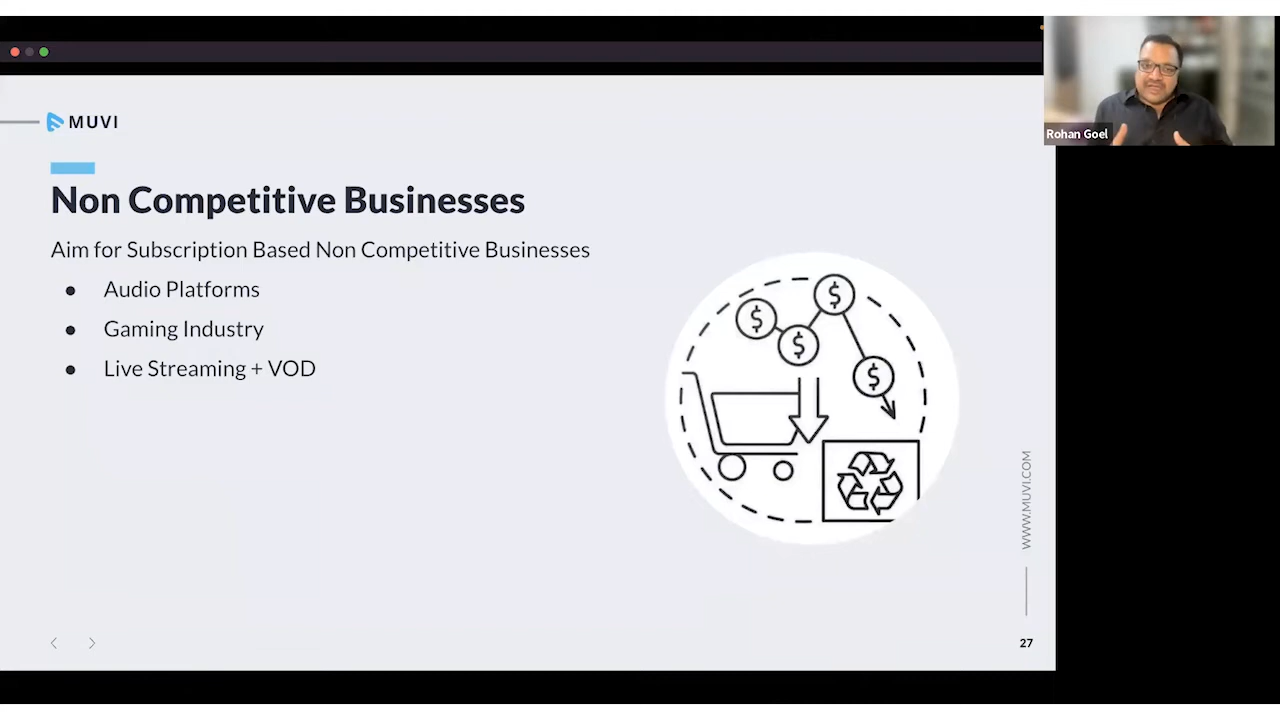 MUVI
Rohan Goel
Non Competitive Businesses
Aim for Subscription Based Non Competitive Businesses
● Audio Platforms
● Gaming Industry
● Live Streaming + VOD
$ $ $ $
WWW.MUVI.COM
27